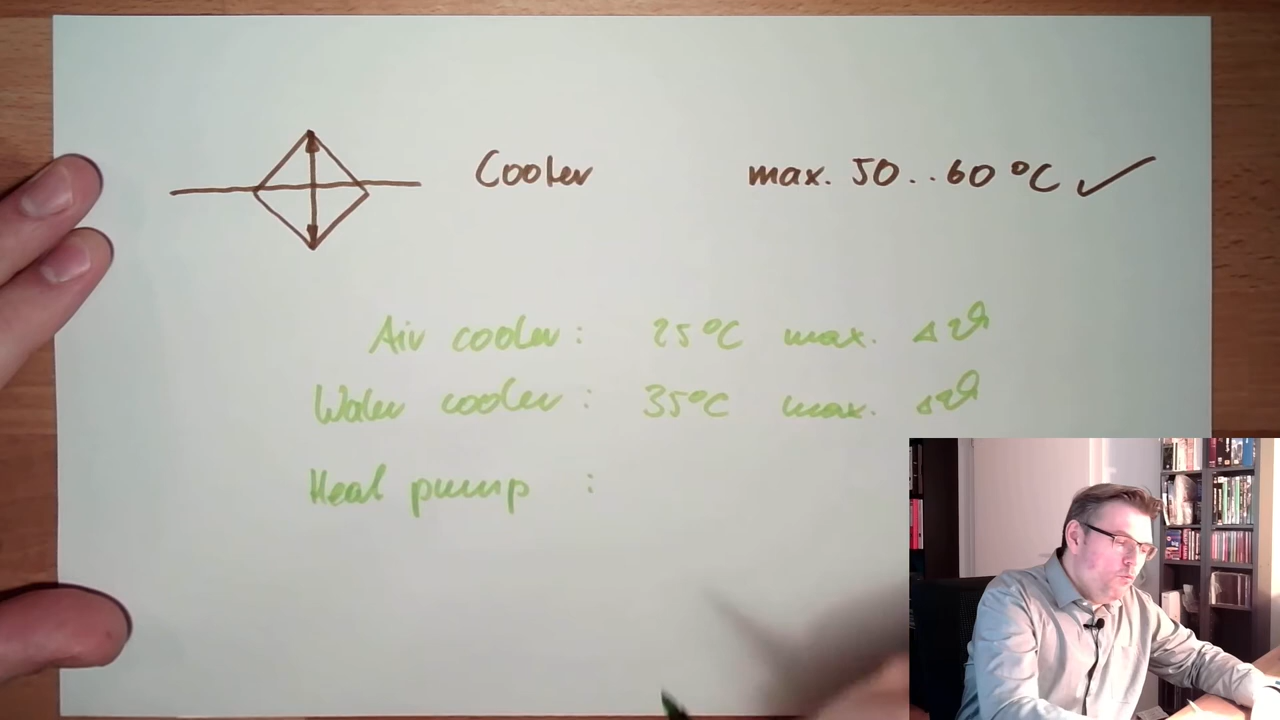 Cooler max. 50..60 °C ✓
Air cooler: 25°C max. Δϑ
Water cooler: 35°C max. Δϑ
Heat pump :